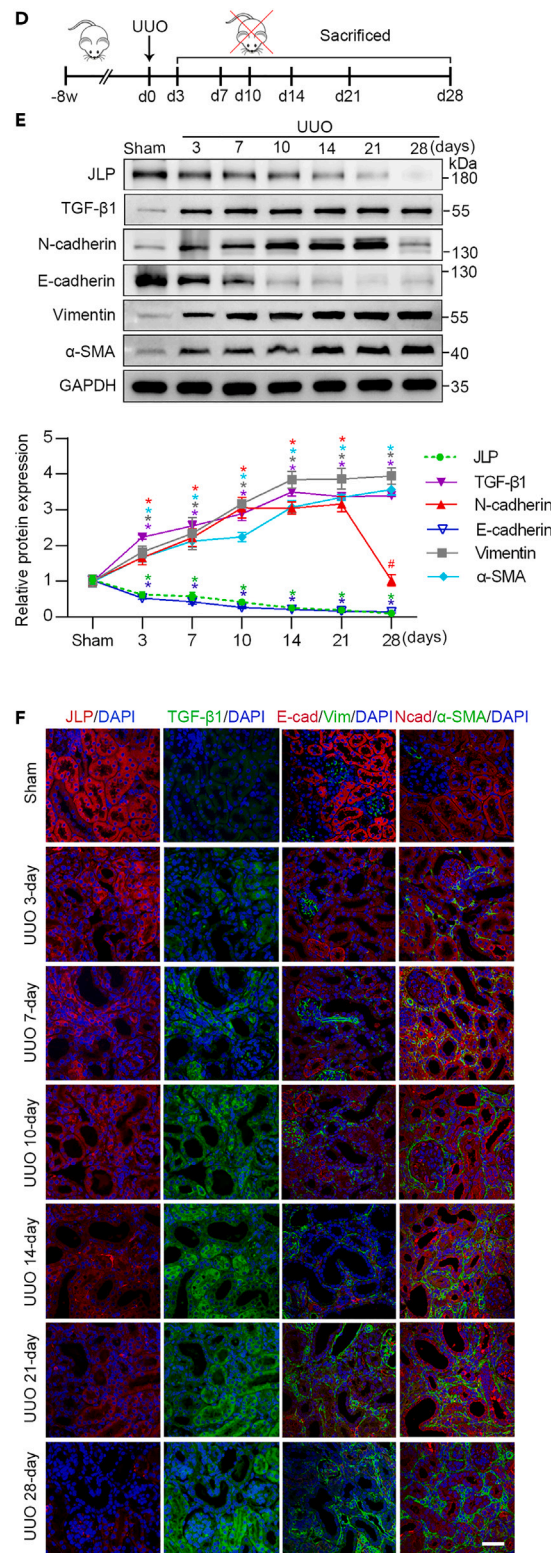 D
UUO
Sacrificed
-8w d0 d3 d7 d10 d14 d21 d28
E
UUO
Sham 3 7 10 14 21 28 (days)
kDa
JLP 180
TGF-β1 55
N-cadherin 130
E-cadherin 130
Vimentin 55
α-SMA 40
GAPDH 35
Relative protein expression
5
4
3
2
1
0
* * * * * * * * * * * * * * * * * * * * * * *
#
* * * * * * * * * * * *
Sham 3 7 10 14 21 28 (days)
JLP
TGF-β1
N-cadherin
E-cadherin
Vimentin
α-SMA
F
JLP/DAPI TGF-β1/DAPI E-cad/Vim/DAPI Ncad/α-SMA/DAPI
Sham
UUO 3-day
UUO 7-day
UUO 10-day
UUO 14-day
UUO 21-day
UUO 28-day